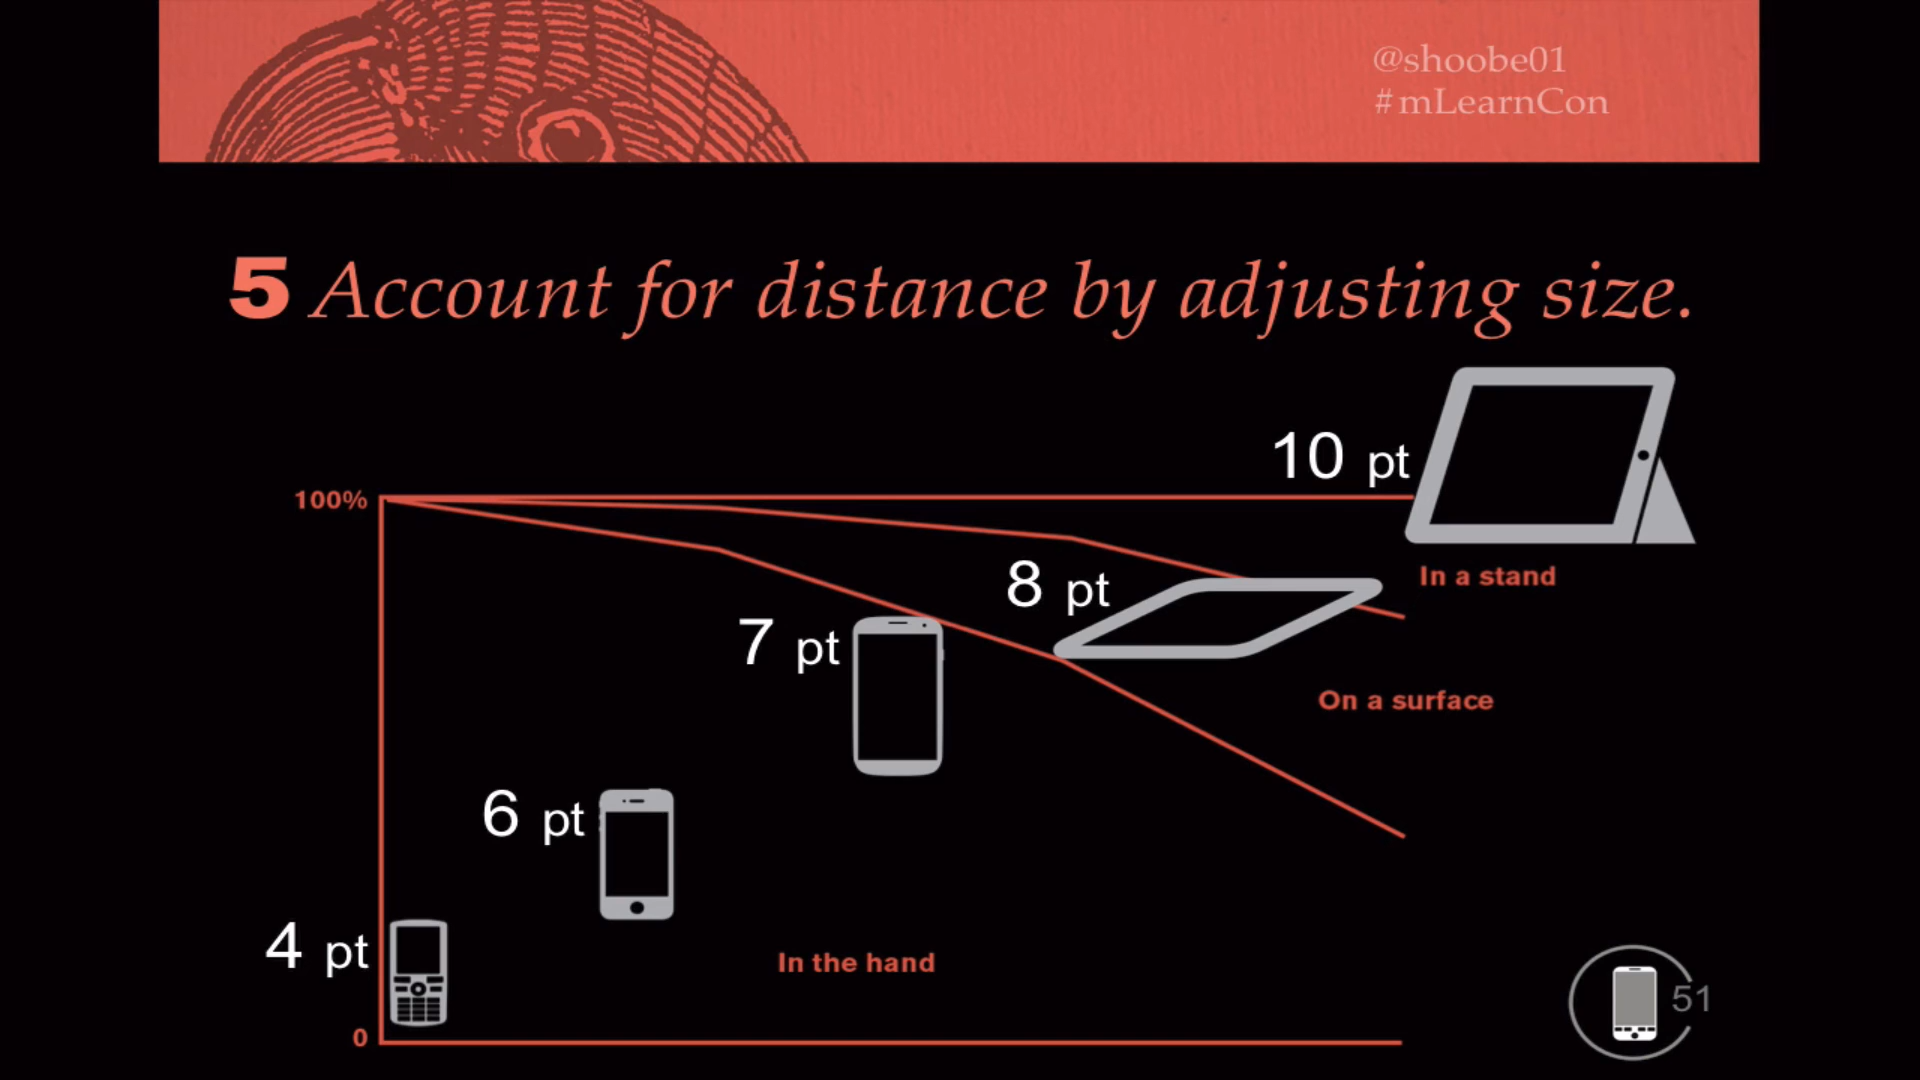 @shoobe01
#mLearnCon
5 Account for distance by adjusting size.
10 pt
100%
In a stand
8 pt
7 pt
On a surface
6 pt
4 pt
In the hand
51
0